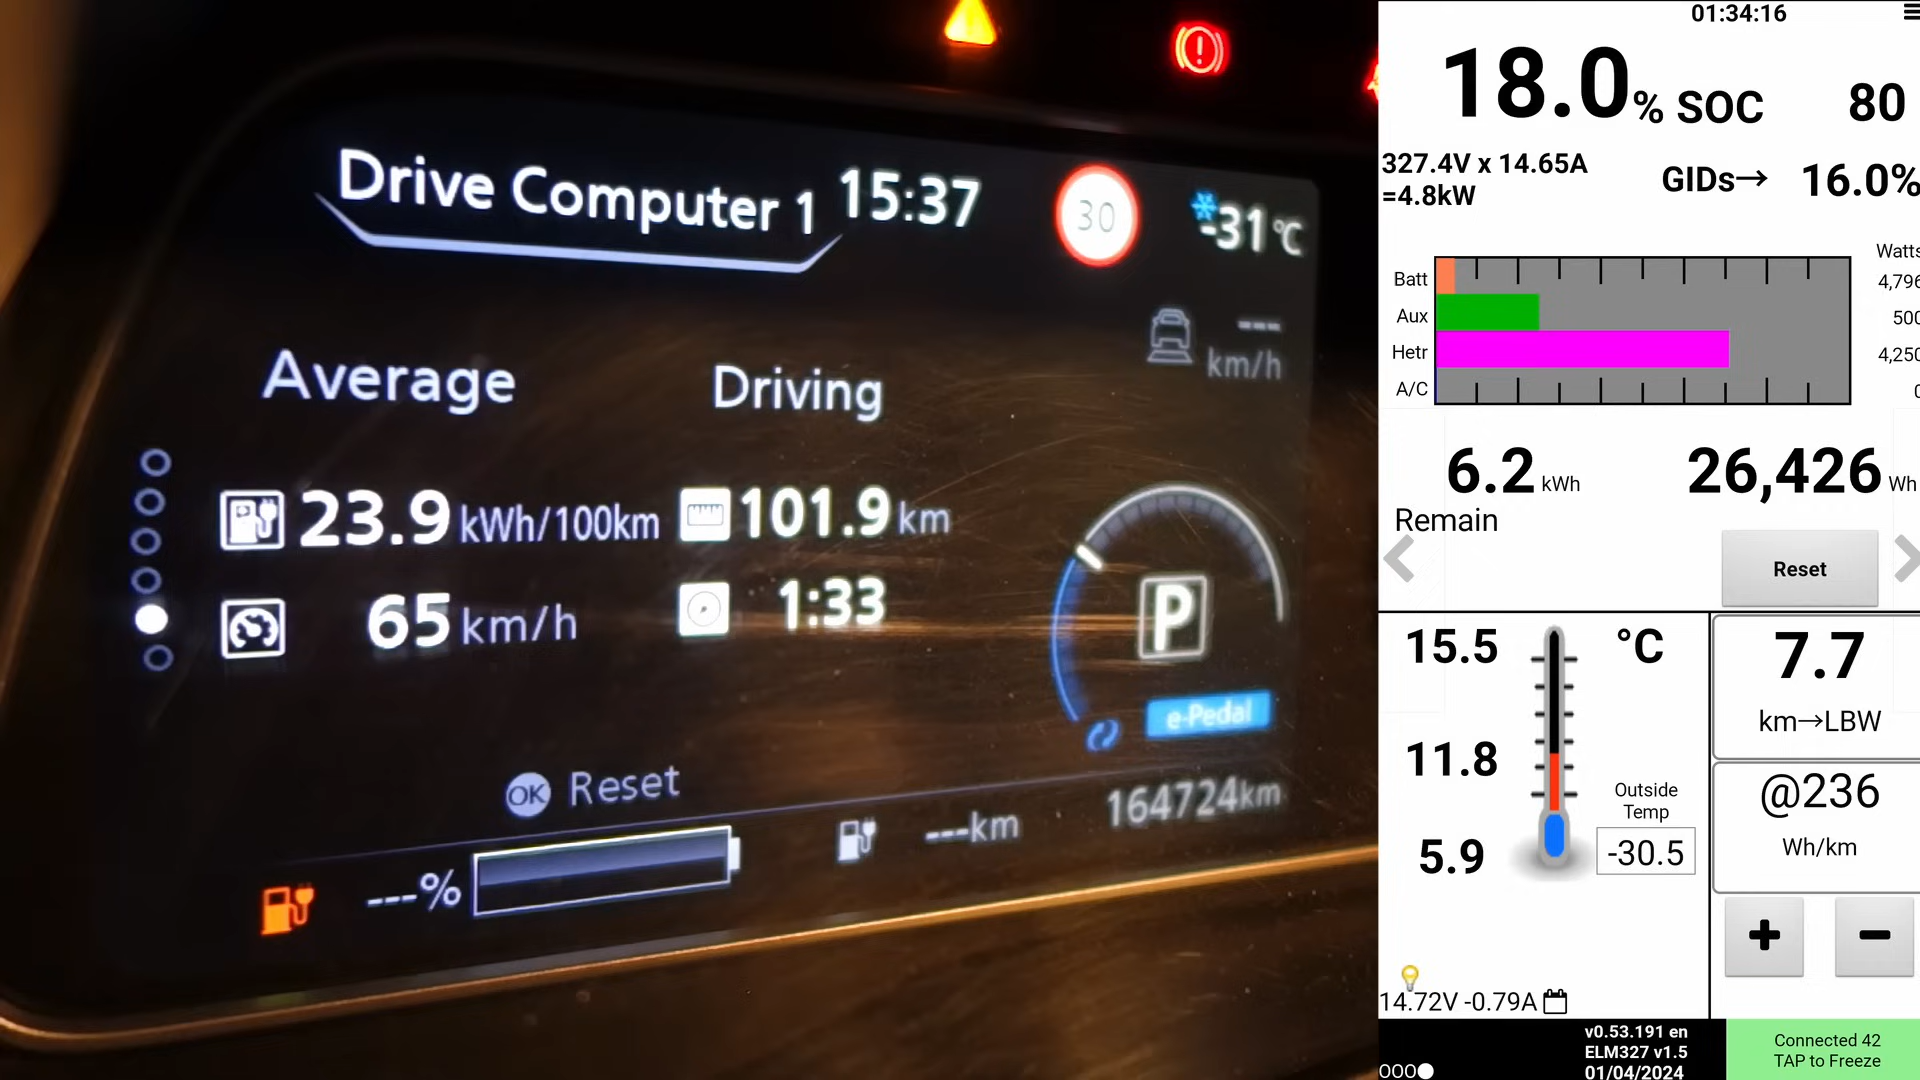 Drive Computer 1
15:37
30
-31°C
---
km/h
Average
Driving
23.9 kWh/100km
101.9 km
65 km/h
1:33
P
e-Pedal
OK Reset
---%
---km
164724km
01:34:16
18.0% SOC
80
327.4V x 14.65A
=4.8kW
GIDs→ 16.0%
Watts
Batt
4,796
Aux
500
Hetr
4,250
A/C
0
6.2 kWh
26,426 Wh
Remain
Reset
15.5
°C
11.8
5.9
Outside
Temp
-30.5
7.7
km→LBW
@236
Wh/km
+
−
14.72V -0.79A
v0.53.191 en
ELM327 v1.5
01/04/2024
Connected 42
TAP to Freeze